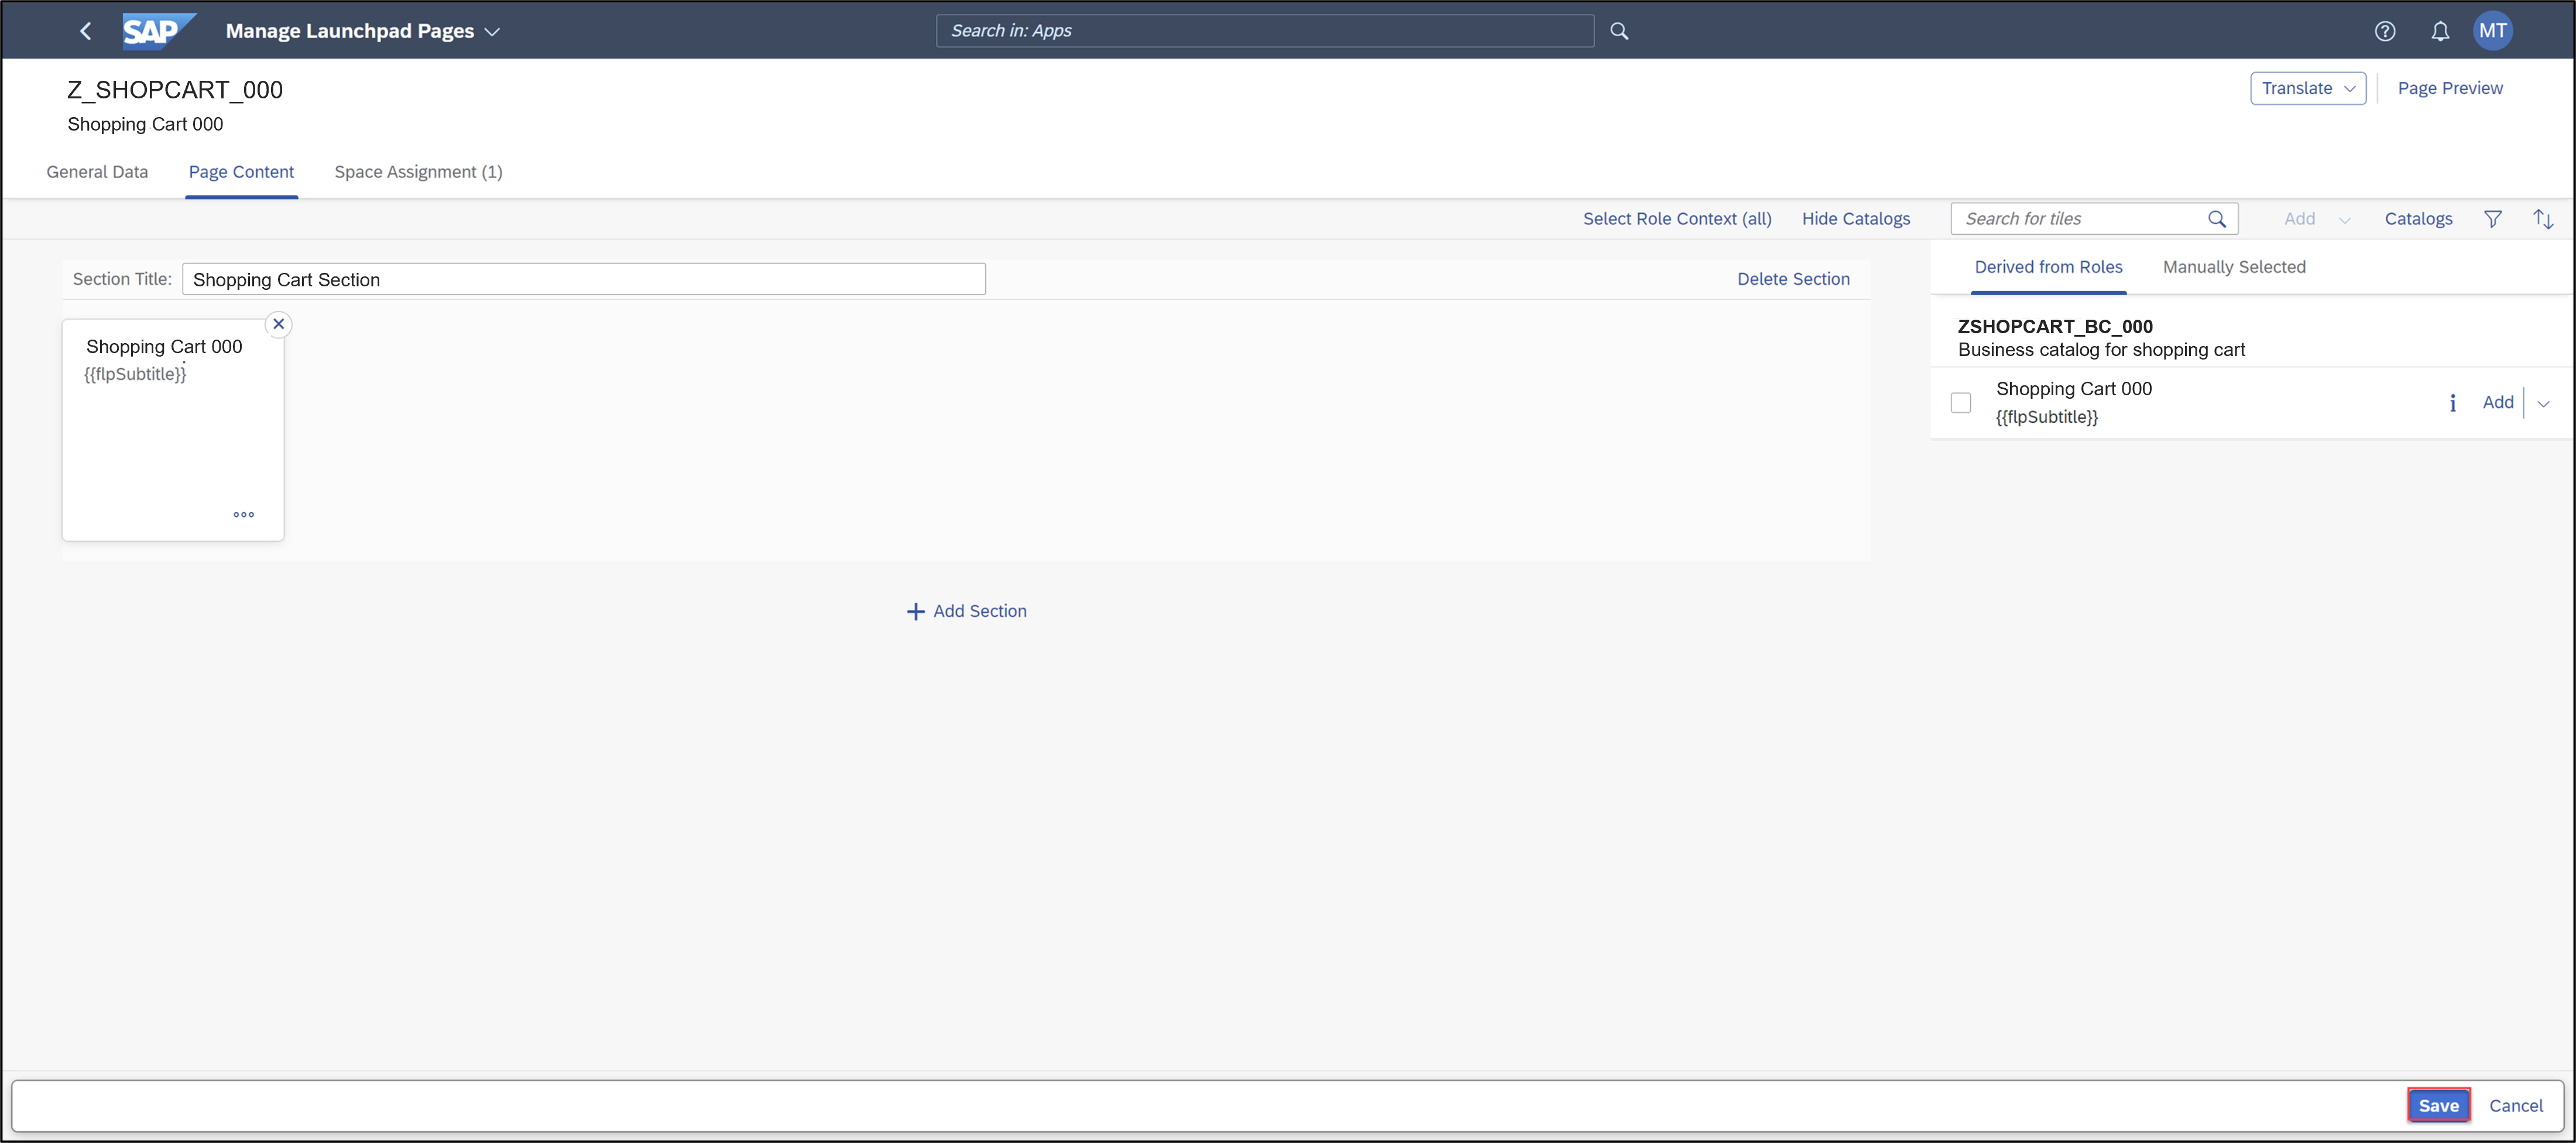 SAP Manage Launchpad Pages Search in: Apps MT
Z_SHOPCART_000
Translate Page Preview
Shopping Cart 000
General Data Page Content Space Assignment (1)
Select Role Context (all) Hide Catalogs Search for tiles Add Catalogs
Section Title: Shopping Cart Section Delete Section
Derived from Roles Manually Selected
Shopping Cart 000
{{flpSubtitle}}
ZSHOPCART_BC_000
Business catalog for shopping cart
Shopping Cart 000
{{flpSubtitle}}
Add
Add Section
Save Cancel